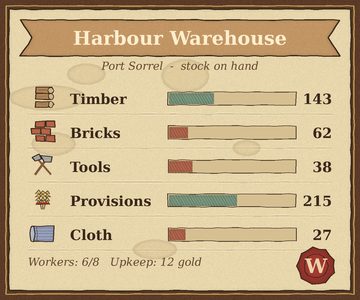 Harbour Warehouse
Port Sorrel - stock on hand
Timber 143
Bricks 62
Tools 38
Provisions 215
Cloth 27
Workers: 6/8 Upkeep: 12 gold
W